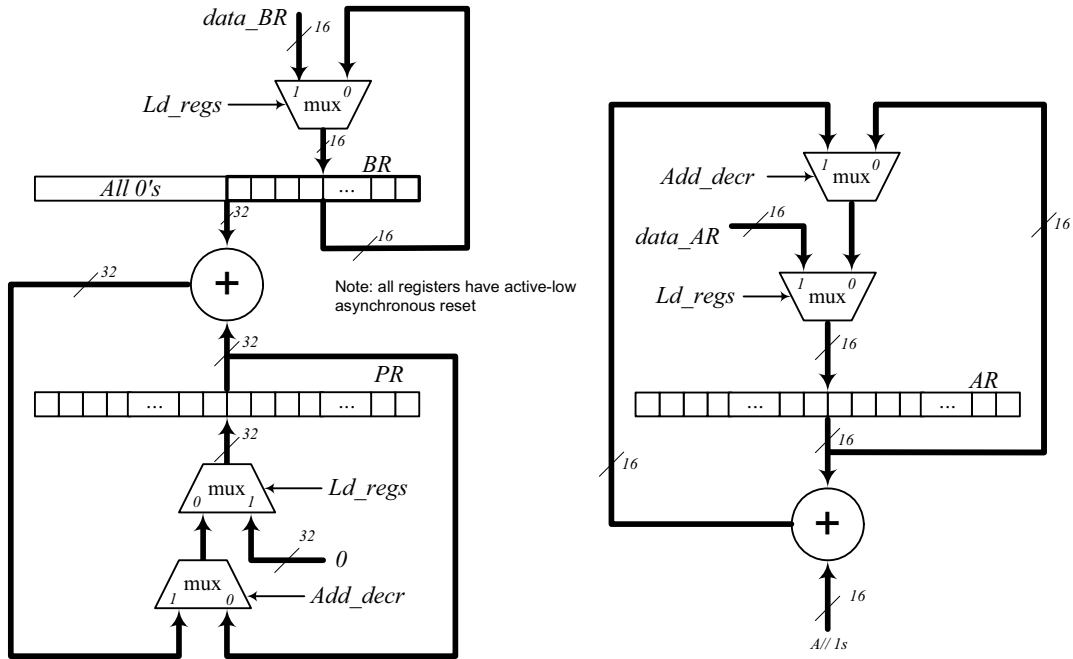 data_BR
16
1
0
mux
Ld_regs
16
BR
All 0's
...
32
16
32
+
Note: all registers have active-low
asynchronous reset
32
PR
...
...
32
mux
0
1
Ld_regs
32
0
mux
1
0
Add_decr
1
0
mux
Add_decr
16
data_AR
16
1
0
mux
Ld_regs
16
AR
...
...
16
16
+
16
A// 1s